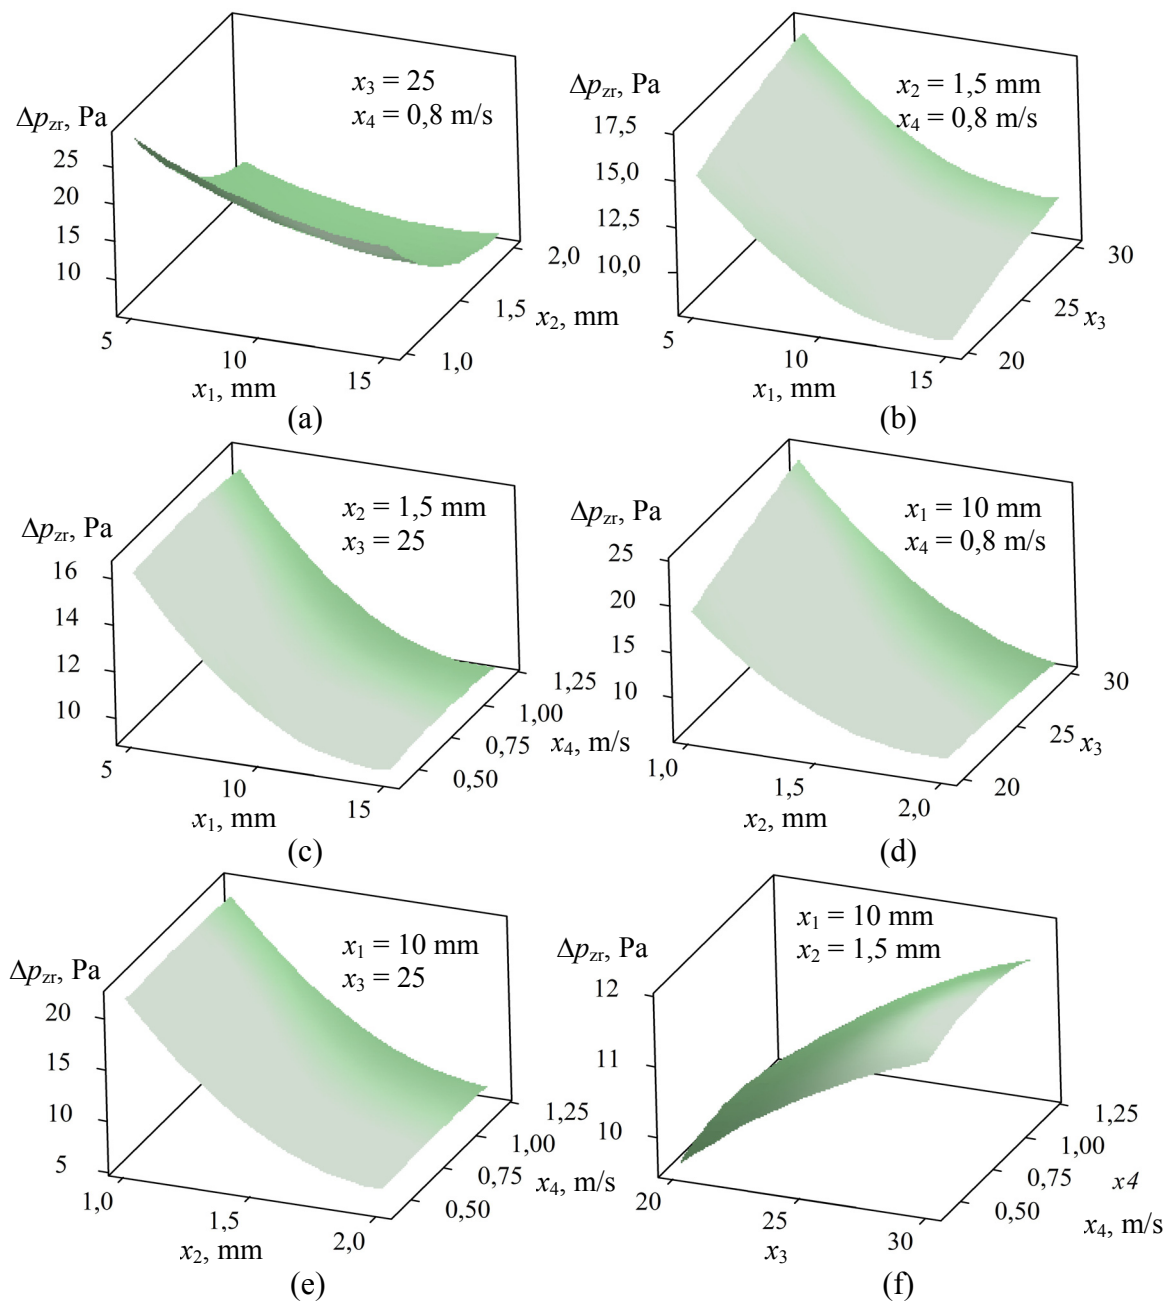 Δp_zr, Pa
x₃ = 25
x₄ = 0,8 m/s
25
20
15
10
5
10
15
x₁, mm
2,0
1,5
1,0
x₂, mm
(a)
Δp_zr, Pa
x₂ = 1,5 mm
x₄ = 0,8 m/s
17,5
15,0
12,5
10,0
5
10
15
x₁, mm
30
25
20
x₃
(b)
Δp_zr, Pa
x₂ = 1,5 mm
x₃ = 25
16
14
12
10
5
10
15
x₁, mm
1,25
1,00
0,75
0,50
x₄, m/s
(c)
Δp_zr, Pa
x₁ = 10 mm
x₄ = 0,8 m/s
25
20
15
10
1,0
1,5
2,0
x₂, mm
30
25
20
x₃
(d)
Δp_zr, Pa
x₁ = 10 mm
x₃ = 25
20
15
10
5
1,0
1,5
2,0
x₂, mm
1,25
1,00
0,75
0,50
x₄, m/s
(e)
Δp_zr, Pa
x₁ = 10 mm
x₂ = 1,5 mm
12
11
10
20
25
30
x₃
1,25
1,00
0,75
0,50
x4
x₄, m/s
(f)